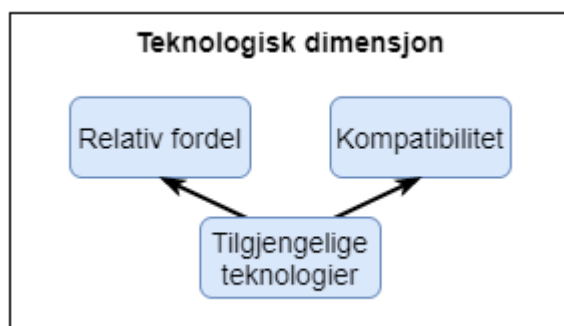 Teknologisk dimensjon
Relativ fordel
Kompatibilitet
Tilgjengelige
teknologier